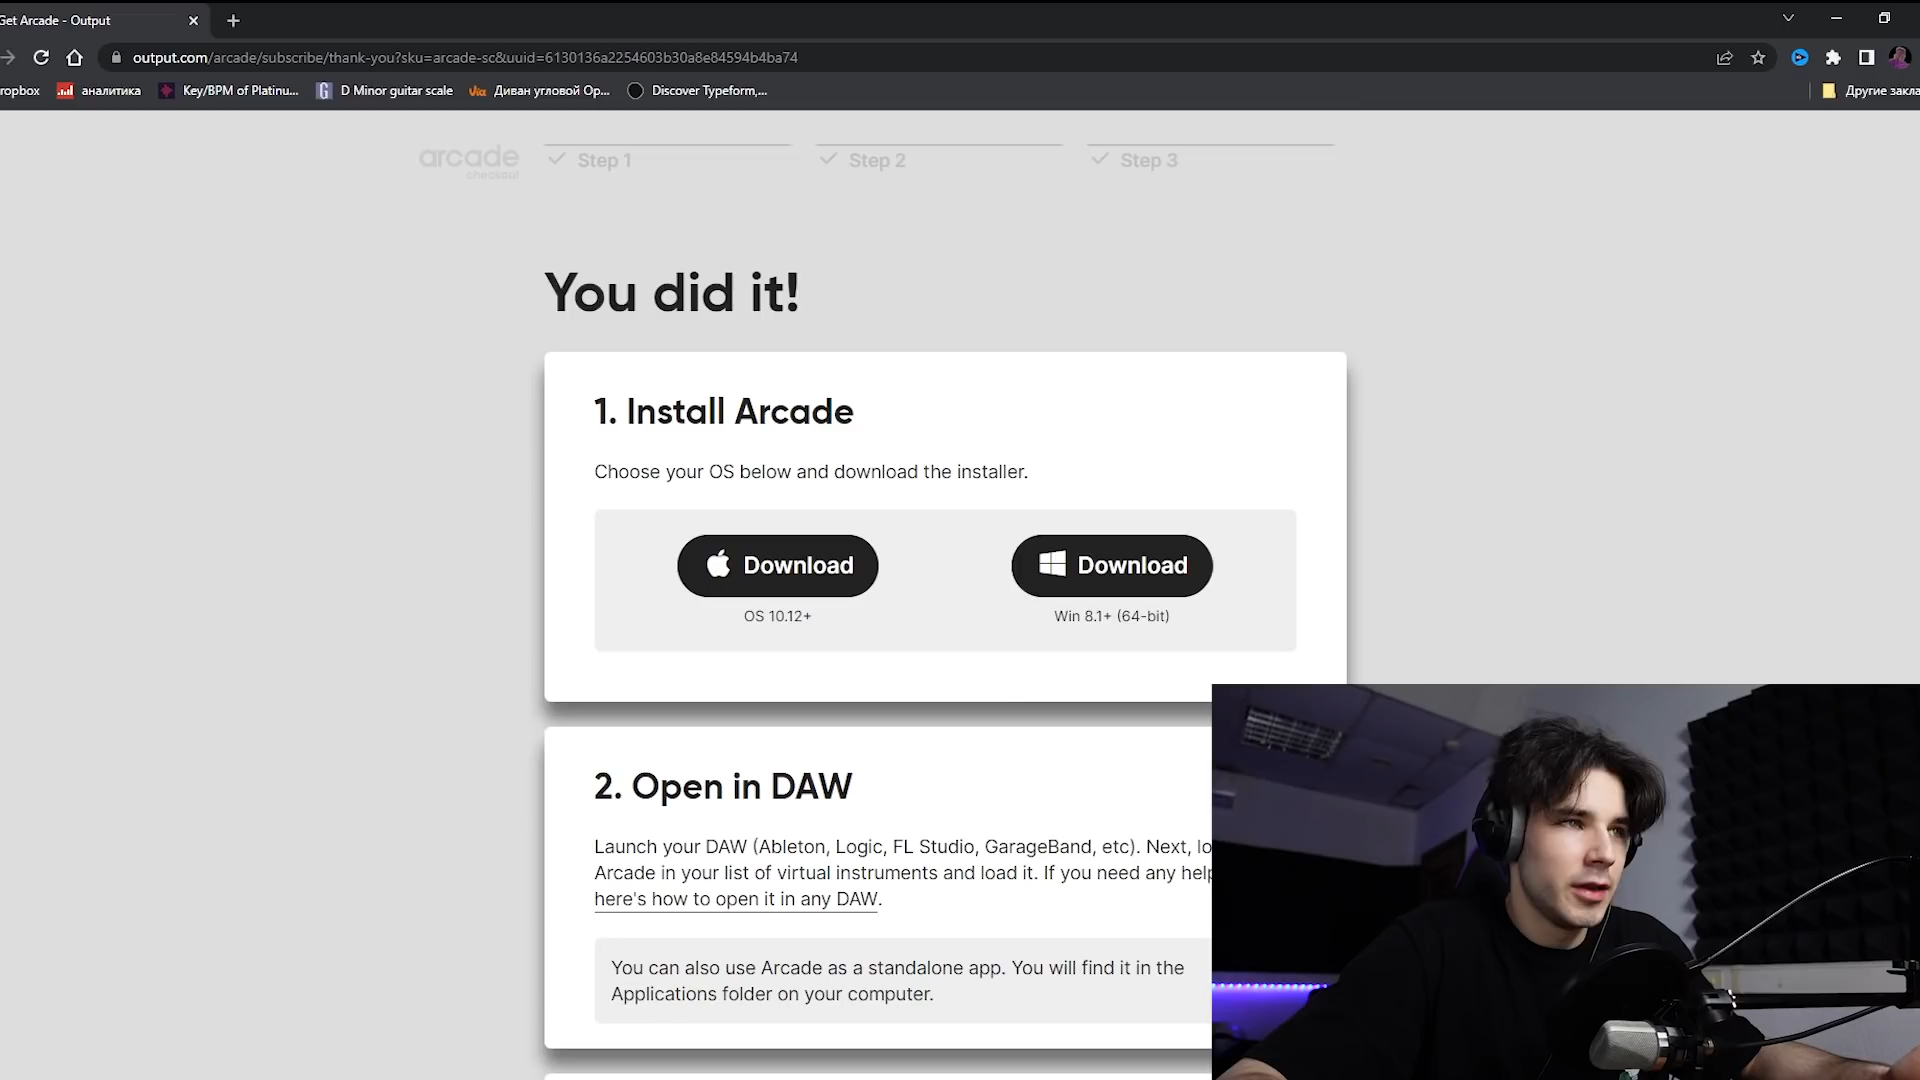 Get Arcade - Output
output.com/arcade/subscribe/thank-you?sku=arcade-sc&uuid=6130136a2254603b30a8e84594b4ba74
ropbox
аналитика
Key/BPM of Platinu...
D Minor guitar scale
Диван угловой Ор...
Discover Typeform,...
Другие закла
arcade
checkout
Step 1
Step 2
Step 3
You did it!
1. Install Arcade
Choose your OS below and download the installer.
Download
OS 10.12+
Download
Win 8.1+ (64-bit)
2. Open in DAW
Launch your DAW (Ableton, Logic, FL Studio, GarageBand, etc). Next, lo
Arcade in your list of virtual instruments and load it. If you need any help
here's how to open it in any DAW.
You can also use Arcade as a standalone app. You will find it in the
Applications folder on your computer.